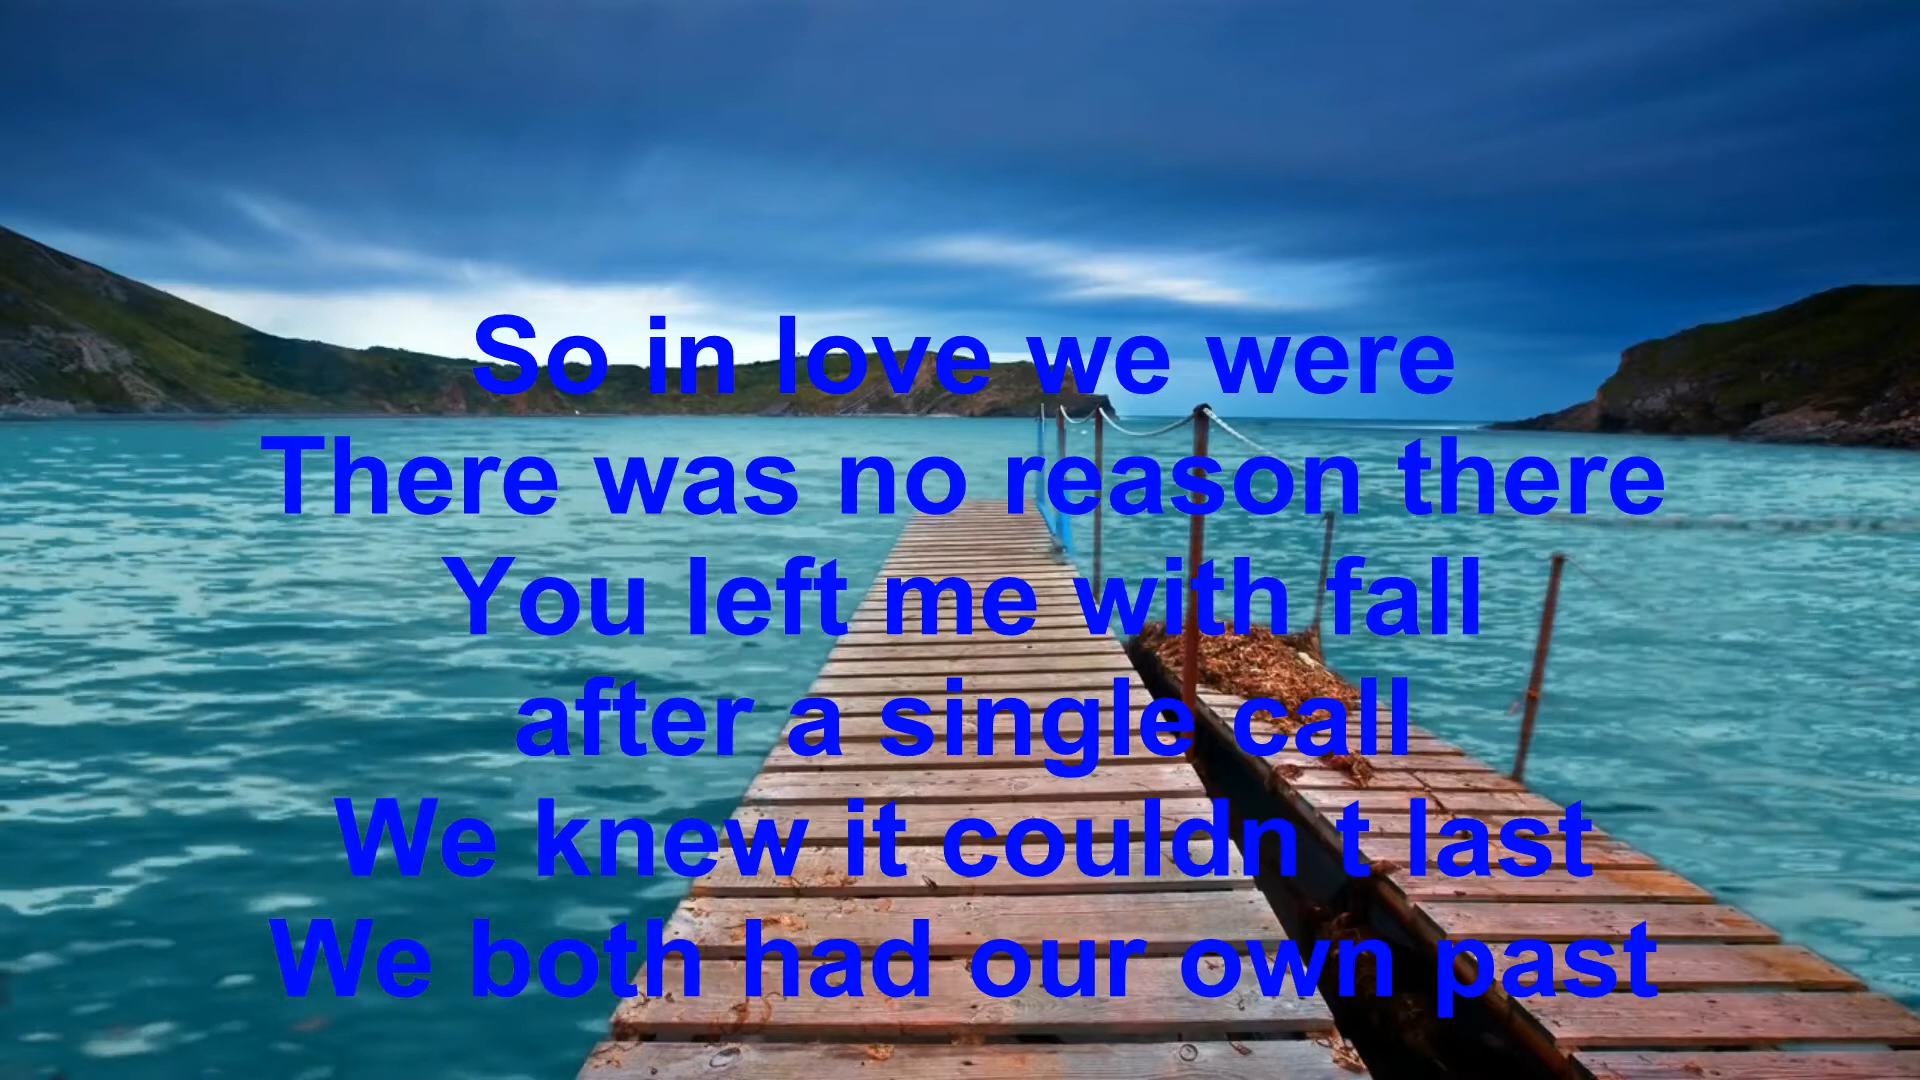 So in love we were
There was no reason there
You left me with fall
after a single call
We knew it couldn t last
We both had our own past